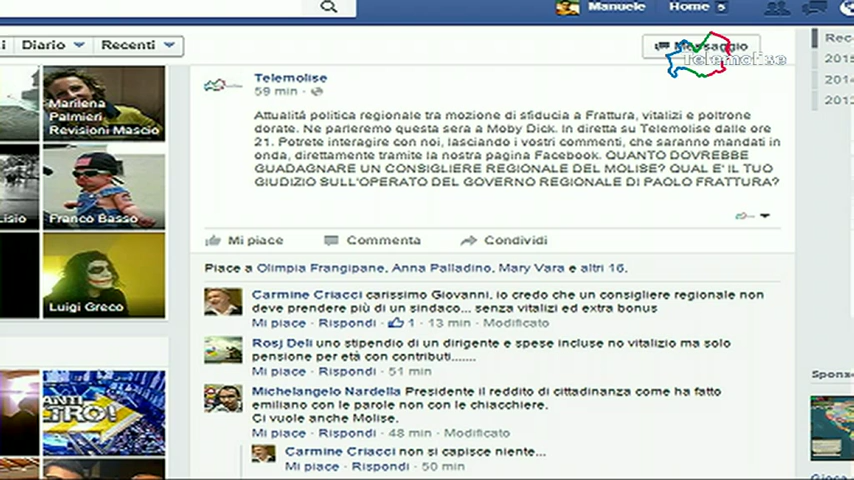 Manuele
Home 5
Diario
Recenti
Messaggio
Telemolise
Rec
Marilena
Palmieri
Revisioni Mascio
Lisio
Franco Basso
Luigi Greco
Telemolise
59 min
Attualitá politica regionale tra mozione di sfiducia a Frattura, vitalizi e poltrone
dorate. Ne parleremo questa sera a Moby Dick. In diretta su Telemolise dalle ore
21. Potrete interagire con noi, lasciando i vostri commenti, che saranno mandati in
onda, direttamente tramite la nostra pagina Facebook. QUANTO DOVREBBE
GUADAGNARE UN CONSIGLIERE REGIONALE DEL MOLISE? QUAL E' IL TUO
GIUDIZIO SULL'OPERATO DEL GOVERNO REGIONALE DI PAOLO FRATTURA?
Mi piace Commenta Condividi
Piace a Olimpia Frangipane, Anna Palladino, Mary Vara e altri 16.
Carmine Criacci carissimo Giovanni, io credo che un consigliere regionale non
deve prendere più di un sindaco... senza vitalizi ed extra bonus
Mi piace · Rispondi · 1 · 13 min · Modificato
Rosj Deli uno stipendio di un dirigente e spese incluse no vitalizio ma solo
pensione per età con contributi.......
Mi piace · Rispondi · 51 min
Michelangelo Nardella Presidente il reddito di cittadinanza come ha fatto
emiliano con le parole non con le chiacchiere.
Ci vuole anche Molise.
Mi piace · Rispondi · 48 min · Modificato
Carmine Criacci non si capisce niente...
Mi piace · Rispondi · 50 min
Spons